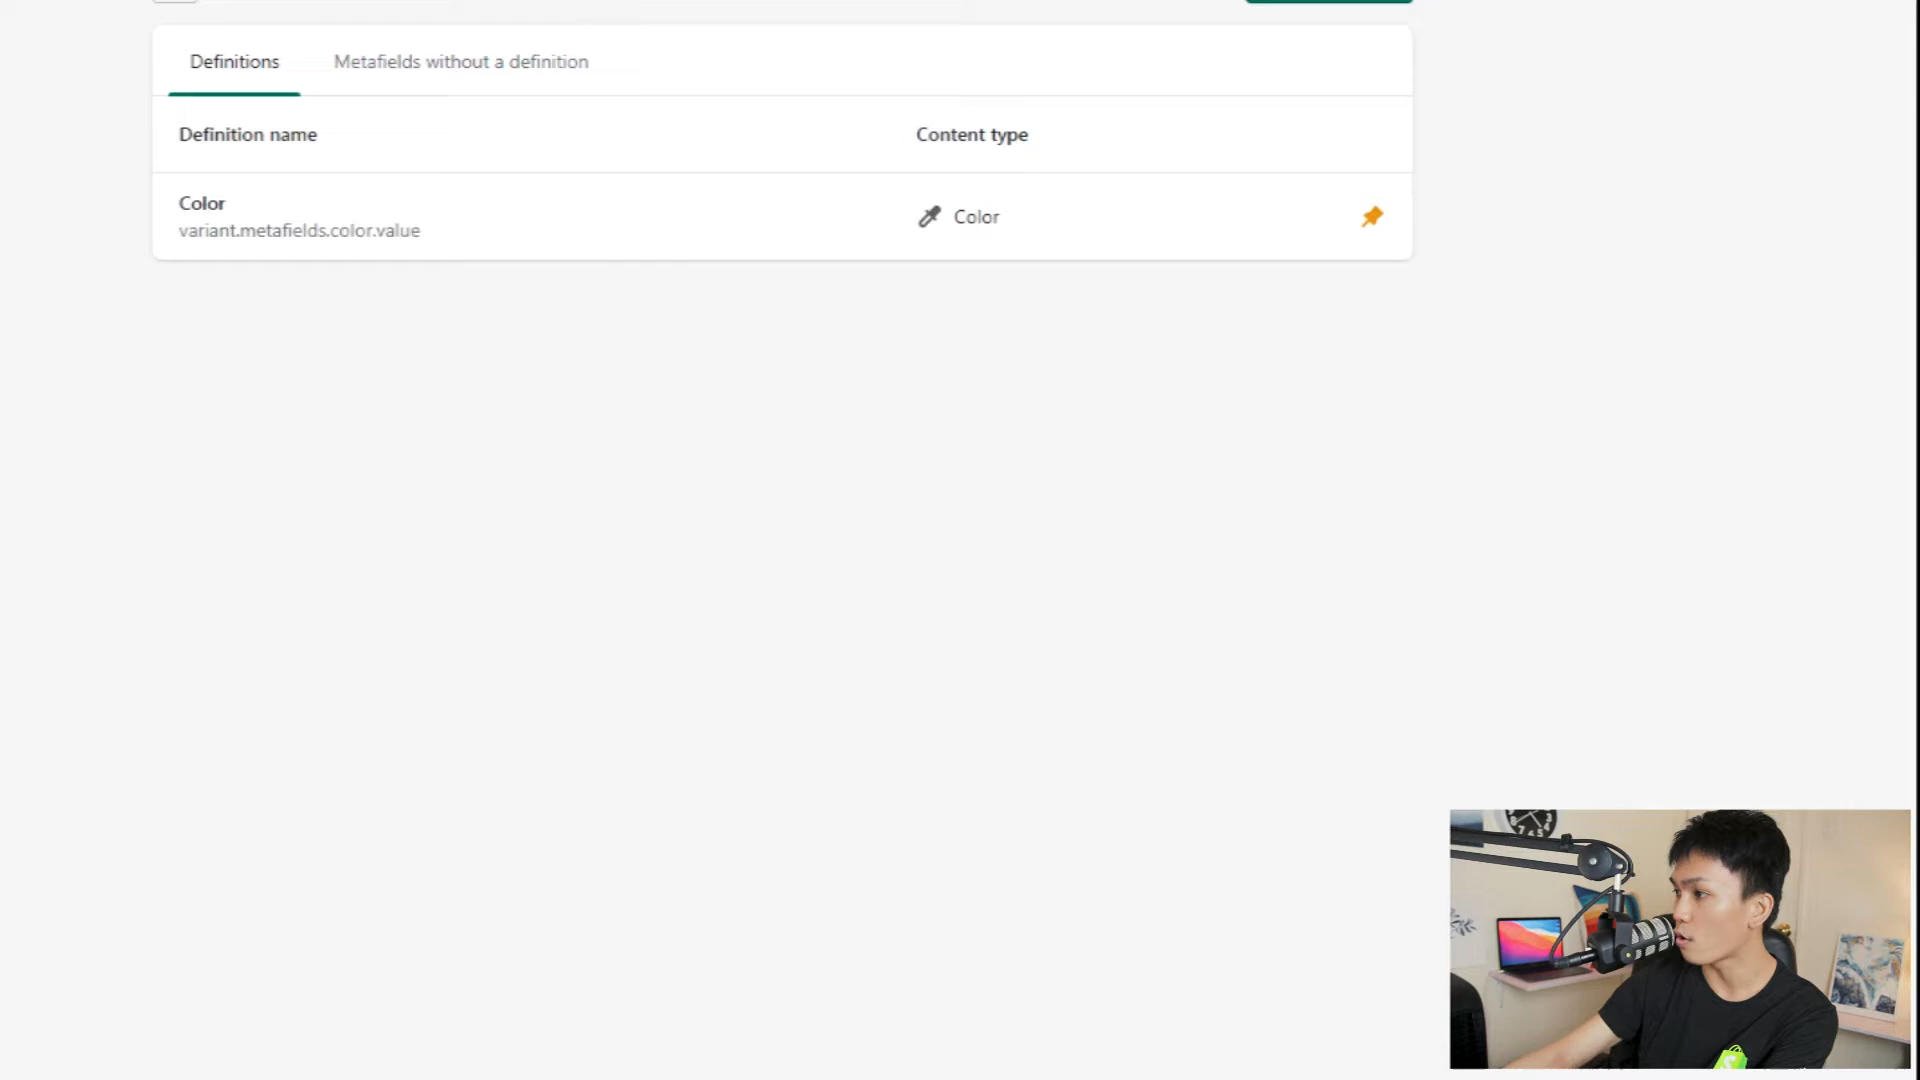 Definitions
Metafields without a definition
Definition name
Content type
Color
variant.metafields.color.value
Color